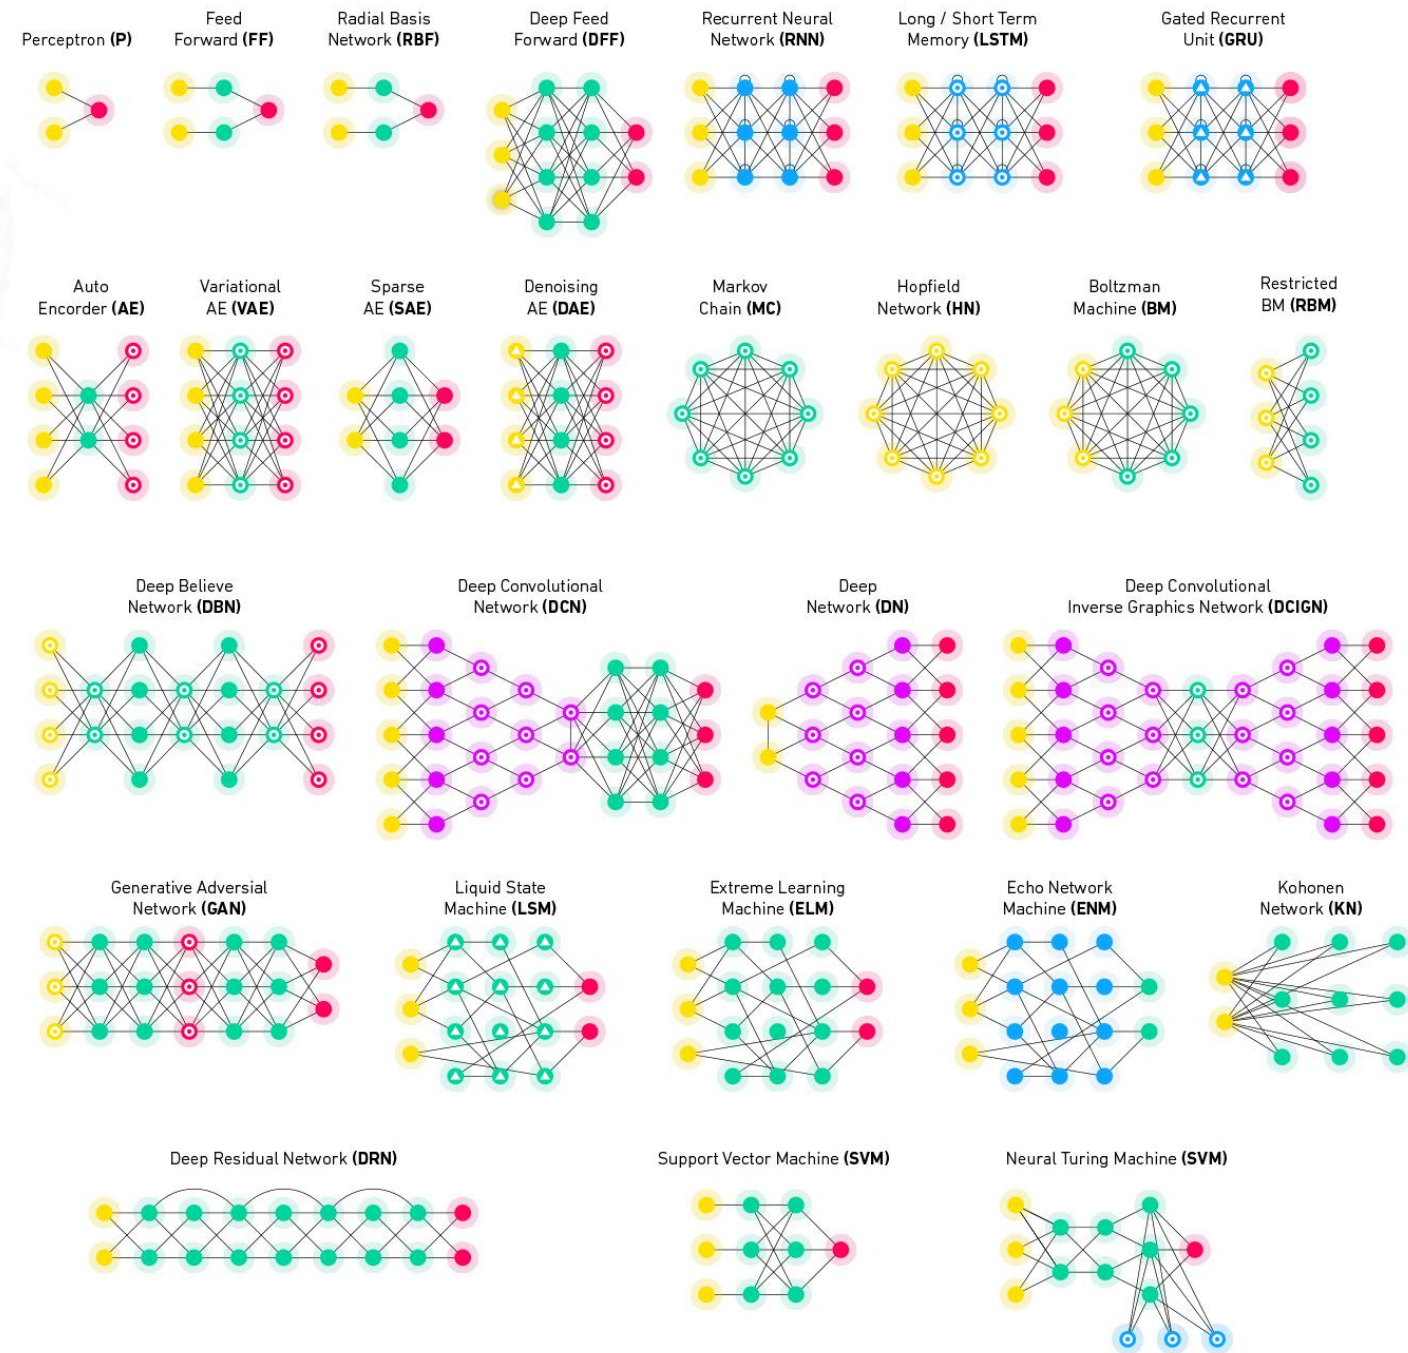 Perceptron (P)
Feed
Forward (FF)
Radial Basis
Network (RBF)
Deep Feed
Forward (DFF)
Recurrent Neural
Network (RNN)
Long / Short Term
Memory (LSTM)
Gated Recurrent
Unit (GRU)
Auto
Encorder (AE)
Variational
AE (VAE)
Sparse
AE (SAE)
Denoising
AE (DAE)
Markov
Chain (MC)
Hopfield
Network (HN)
Boltzman
Machine (BM)
Restricted
BM (RBM)
Deep Believe
Network (DBN)
Deep Convolutional
Network (DCN)
Deep
Network (DN)
Deep Convolutional
Inverse Graphics Network (DCIGN)
Generative Adversial
Network (GAN)
Liquid State
Machine (LSM)
Extreme Learning
Machine (ELM)
Echo Network
Machine (ENM)
Kohonen
Network (KN)
Deep Residual Network (DRN)
Support Vector Machine (SVM)
Neural Turing Machine (SVM)